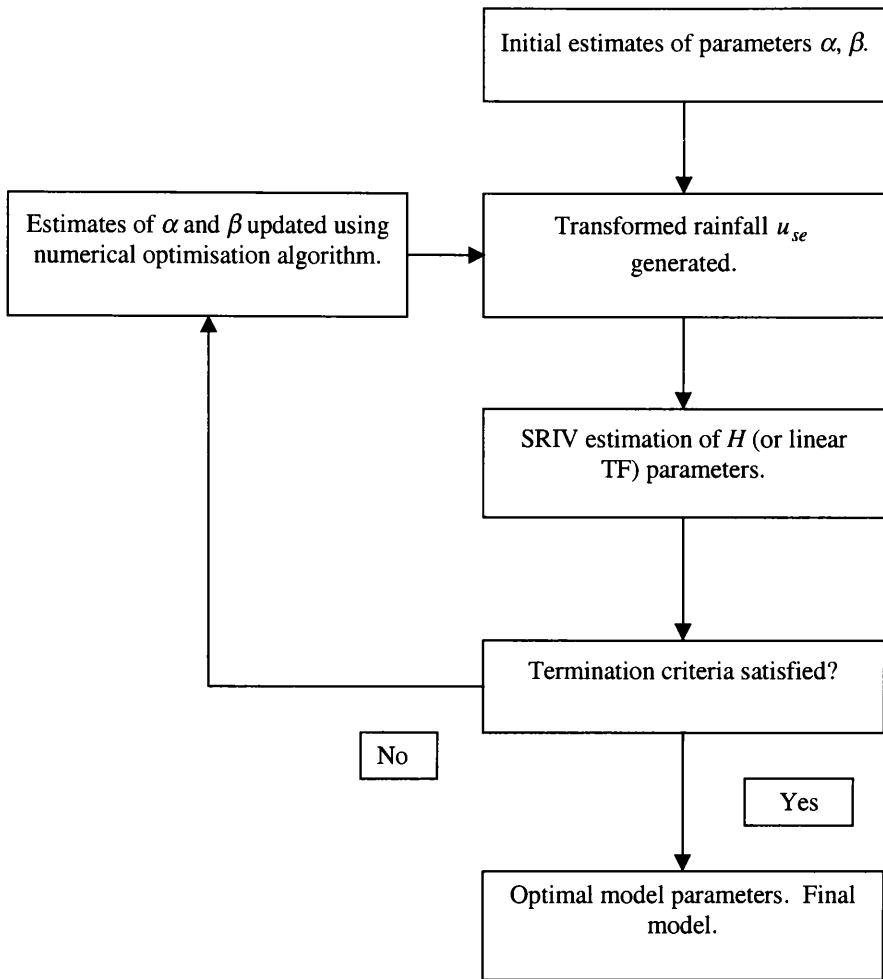 Initial estimates of parameters α, β.
Estimates of α and β updated using
numerical optimisation algorithm.
Transformed rainfall u_se
generated.
SRIV estimation of H (or linear
TF) parameters.
Termination criteria satisfied?
No
Yes
Optimal model parameters. Final
model.